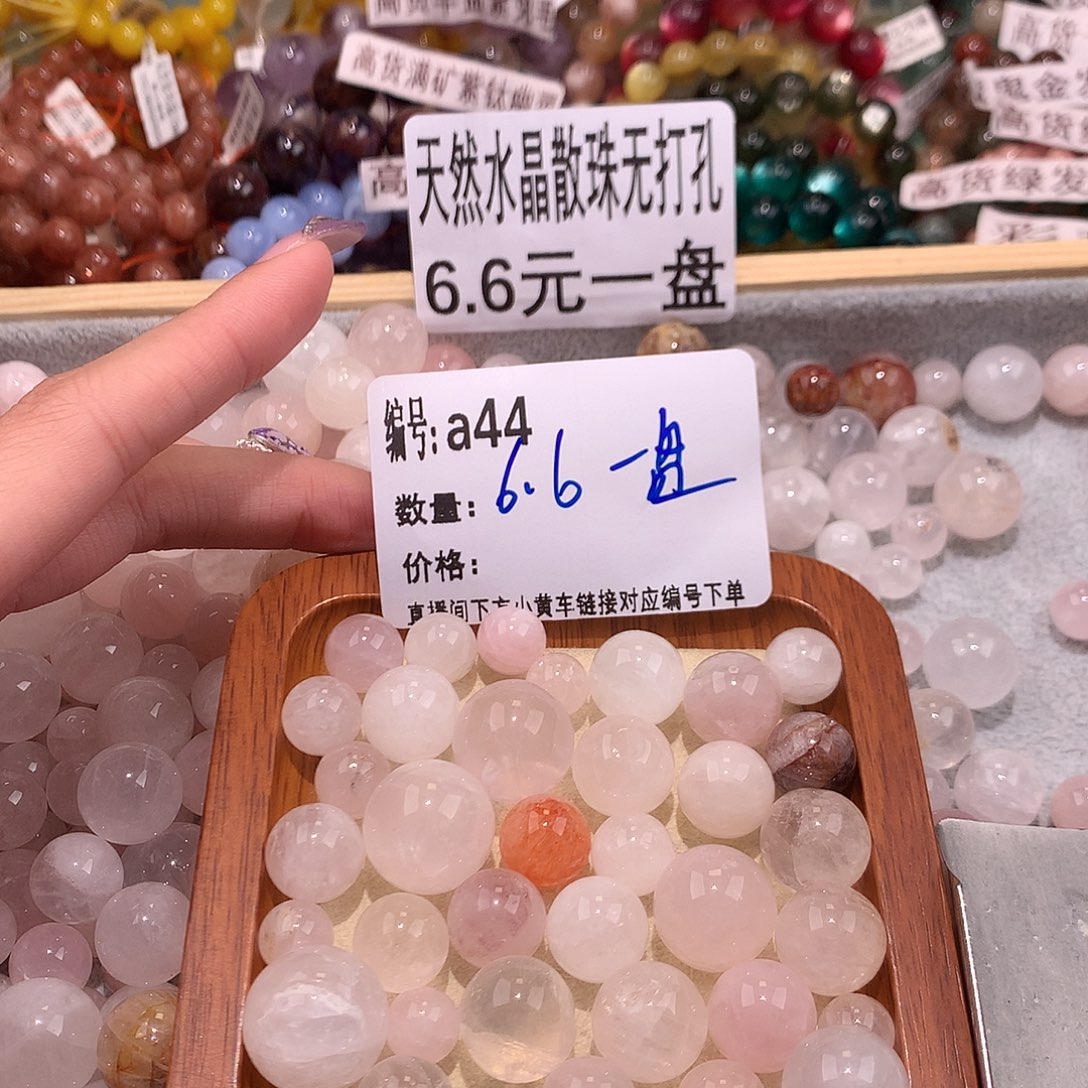 高货满矿紫钛幽灵
天然水晶散珠无打孔
6.6元一盘
高货绿发
编号: a44
数量: 6.6 一盘
价格:
直播间下方小黄车链接对应编号下单